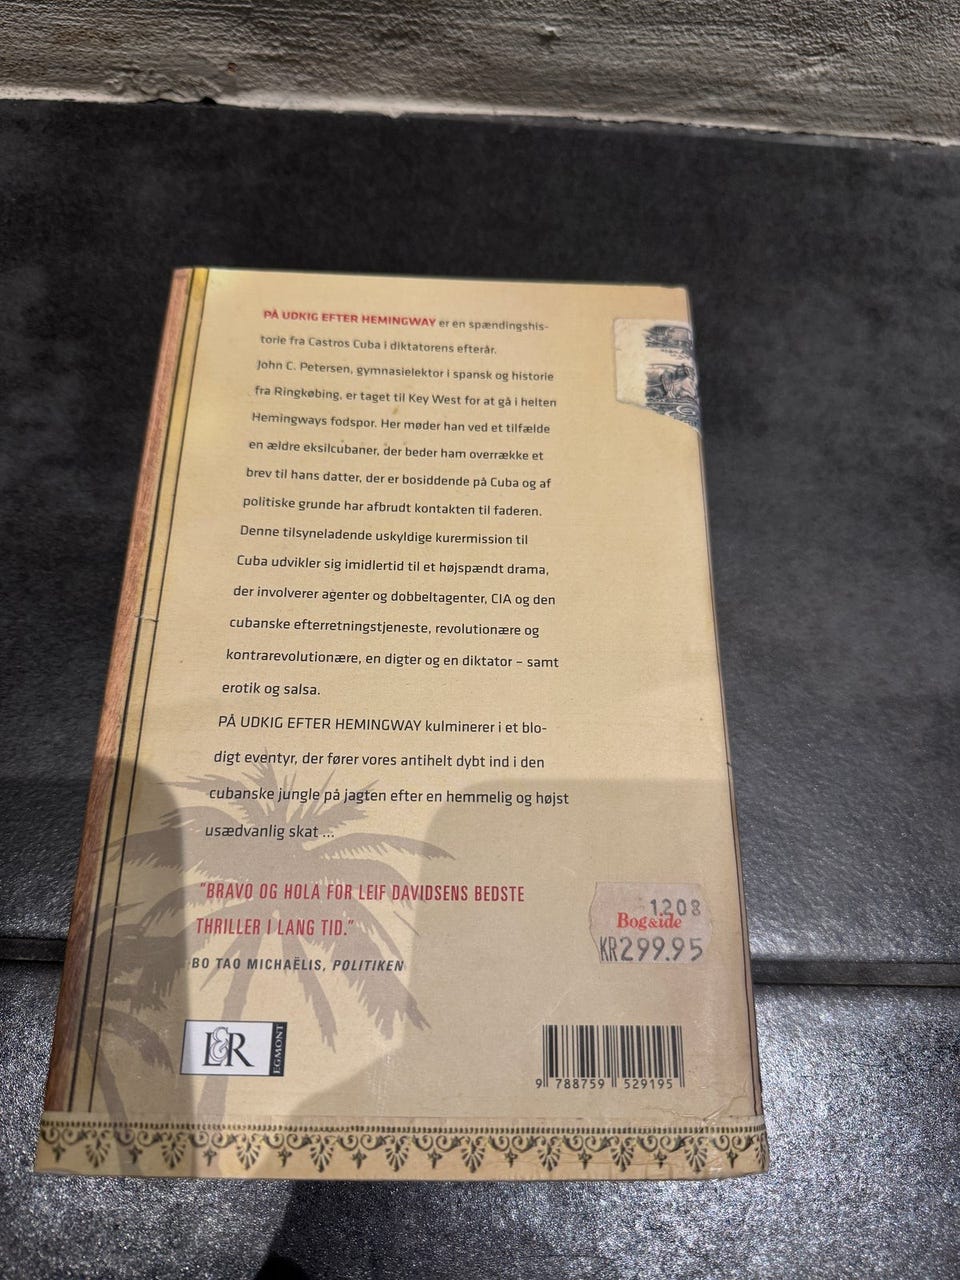 PÅ UDKIG EFTER HEMINGWAY er en spændingshis-
torie fra Castros Cuba i diktatorens efterår.
John C. Petersen, gymnasielektor i spansk og historie
fra Ringkøbing, er taget til Key West for at gå i helten
Hemingways fodspor. Her møder han ved et tilfælde
en ældre eksilcubaner, der beder ham overrække et
brev til hans datter, der er bosiddende på Cuba og af
politiske grunde har afbrudt kontakten til faderen.
Denne tilsyneladende uskyldige kurermission til
Cuba udvikler sig imidlertid til et højspændt drama,
der involverer agenter og dobbeltagenter, CIA og den
cubanske efterretningstjeneste, revolutionære og
kontrarevolutionære, en digter og en diktator – samt
erotik og salsa.
PÅ UDKIG EFTER HEMINGWAY kulminerer i et blo-
digt eventyr, der fører vores antihelt dybt ind i den
cubanske jungle på jagten efter en hemmelig og højst
usædvanlig skat ...
"BRAVO OG HOLA FOR LEIF DAVIDSENS BEDSTE
THRILLER I LANG TID."
BO TAO MICHAËLIS, POLITIKEN
1208
Bog&ide
KR299.95
L&R
EGMONT
9 788759 529195